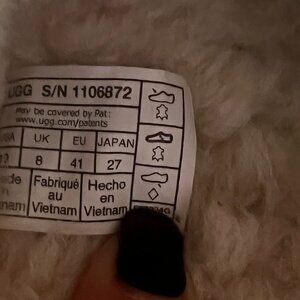 UGG S/N 1106872
May be covered by Pat:
www.ugg.com/patents
UK EU JAPAN
8 41 27
Fabriqué Hecho
au en
Vietnam Vietnam